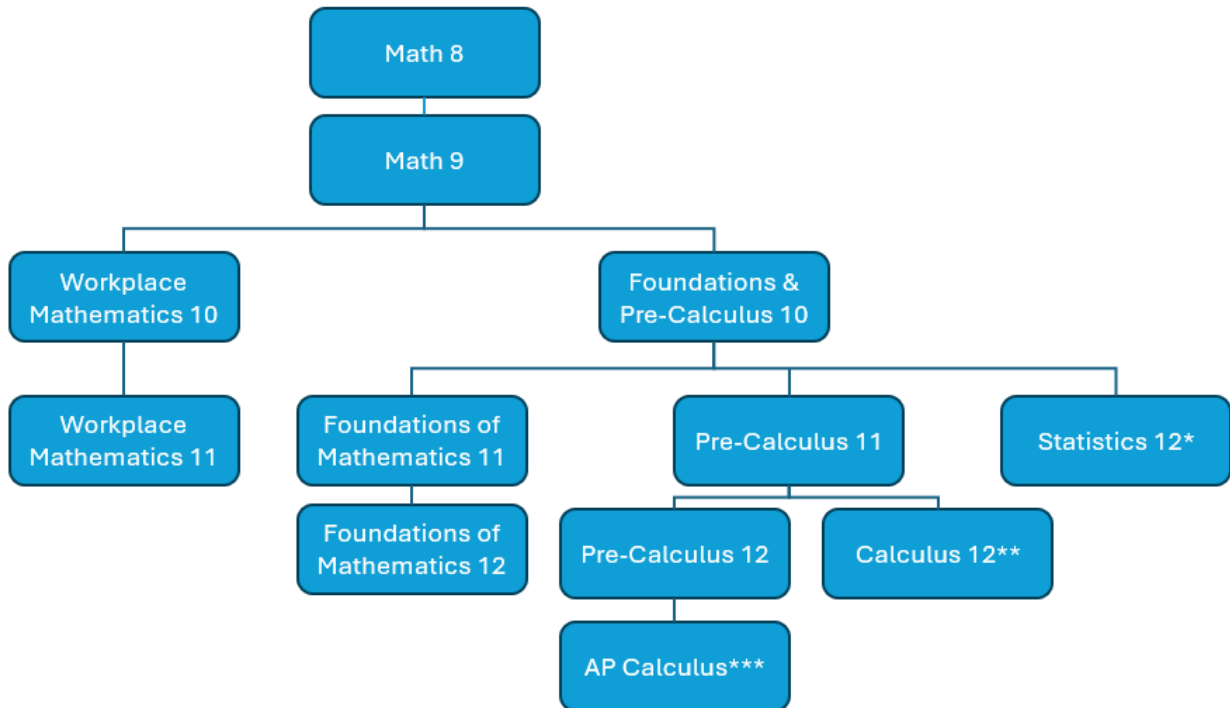 Math 8
Math 9
Workplace
Mathematics 10
Foundations &
Pre-Calculus 10
Workplace
Mathematics 11
Foundations of
Mathematics 11
Pre-Calculus 11
Statistics 12*
Foundations of
Mathematics 12
Pre-Calculus 12
Calculus 12**
AP Calculus***